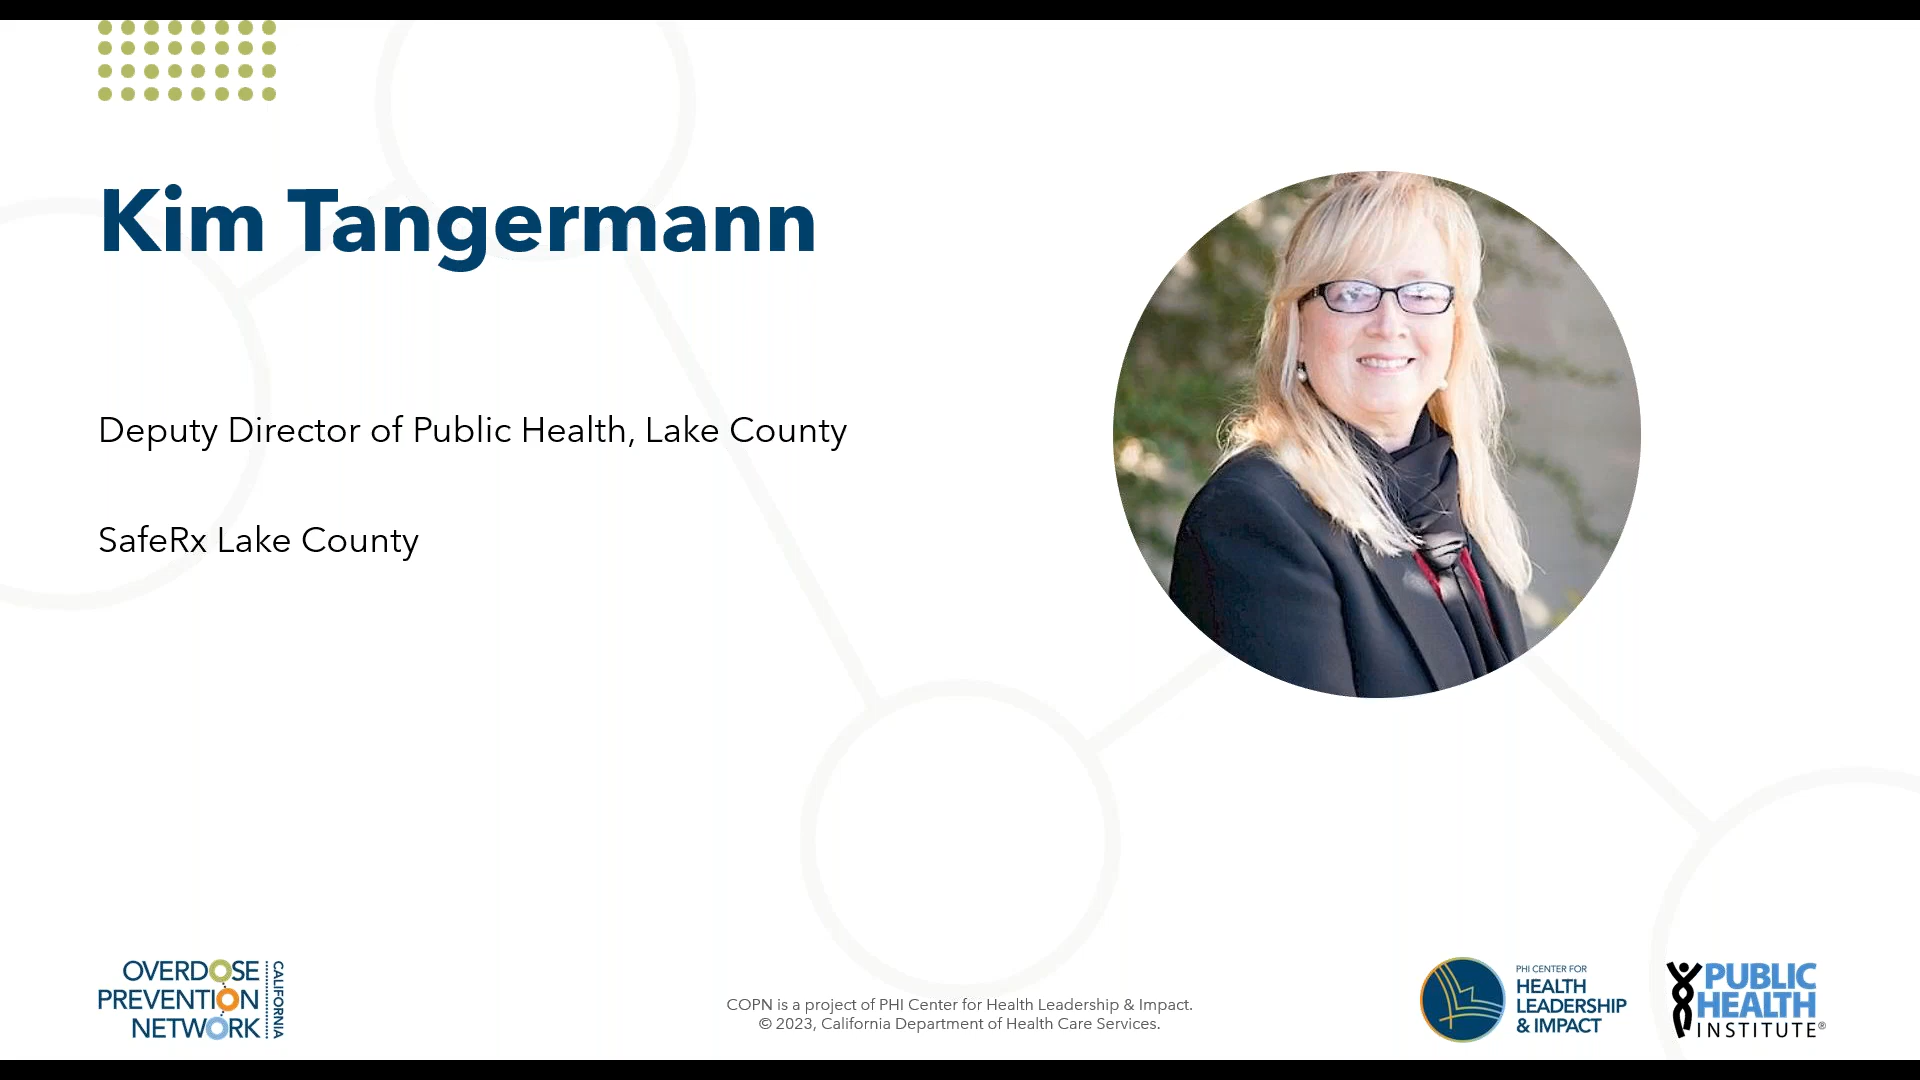 Kim Tangermann
Deputy Director of Public Health, Lake County
SafeRx Lake County
OVERDOSE
PREVENTION
NETWORK
CALIFORNIA
COPN is a project of PHI Center for Health Leadership & Impact.
© 2023, California Department of Health Care Services.
PHI CENTER FOR
HEALTH
LEADERSHIP
& IMPACT
PUBLIC
HEALTH
INSTITUTE®